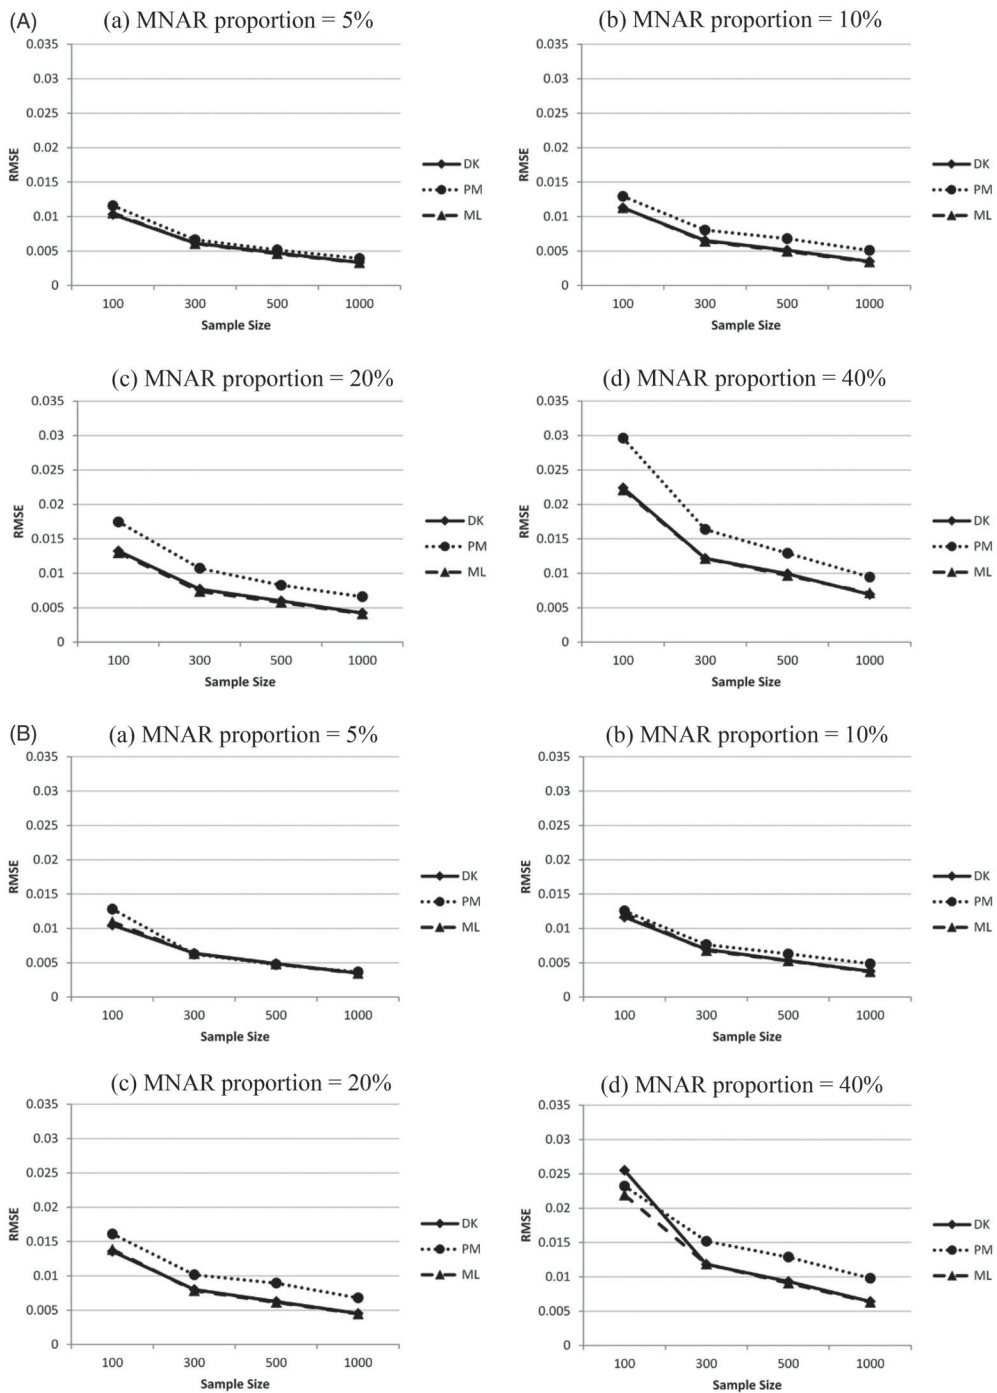 (A)
(a) MNAR proportion = 5%
0.035
0.03
0.025
0.02
0.015
0.01
0.005
0
RMSE
100 300 500 1000
Sample Size
DK
PM
ML
(b) MNAR proportion = 10%
0.035
0.03
0.025
0.02
0.015
0.01
0.005
0
RMSE
100 300 500 1000
Sample Size
DK
PM
ML
(c) MNAR proportion = 20%
0.035
0.03
0.025
0.02
0.015
0.01
0.005
0
RMSE
100 300 500 1000
Sample Size
DK
PM
ML
(d) MNAR proportion = 40%
0.035
0.03
0.025
0.02
0.015
0.01
0.005
0
RMSE
100 300 500 1000
Sample Size
DK
PM
ML
(B)
(a) MNAR proportion = 5%
0.035
0.03
0.025
0.02
0.015
0.01
0.005
0
RMSE
100 300 500 1000
Sample Size
DK
PM
ML
(b) MNAR proportion = 10%
0.035
0.03
0.025
0.02
0.015
0.01
0.005
0
RMSE
100 300 500 1000
Sample Size
DK
PM
ML
(c) MNAR proportion = 20%
0.035
0.03
0.025
0.02
0.015
0.01
0.005
0
RMSE
100 300 500 1000
Sample Size
DK
PM
ML
(d) MNAR proportion = 40%
0.035
0.03
0.025
0.02
0.015
0.01
0.005
0
RMSE
100 300 500 1000
Sample Size
DK
PM
ML